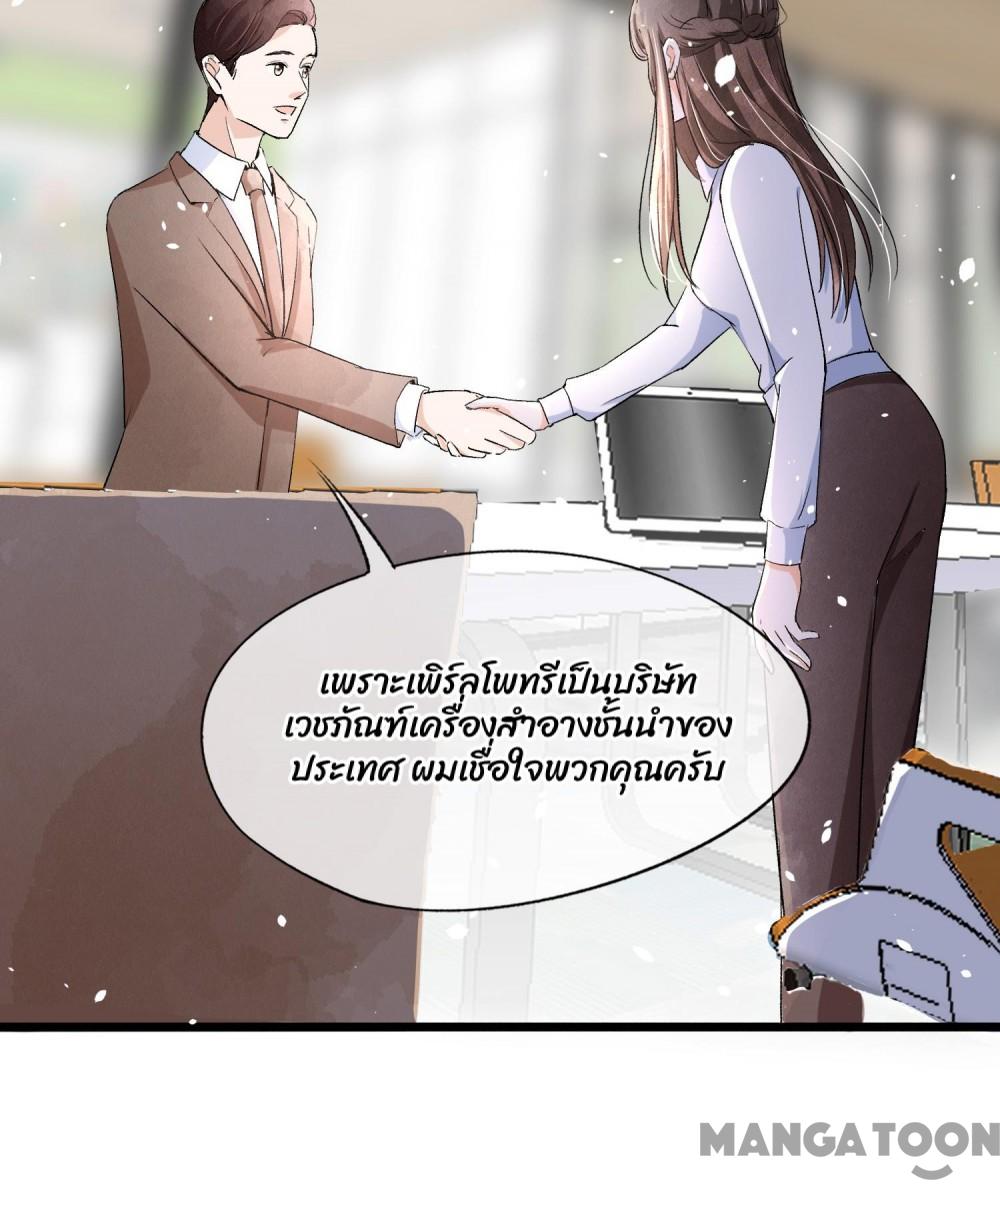 เพราะเพิร์ลโพทรีเป็นบริษัท
เวชภัณฑ์เครื่องสำอางชั้นนำของ
ประเทศ ผมเชื่อใจพวกคุณครับ
MANGATOON